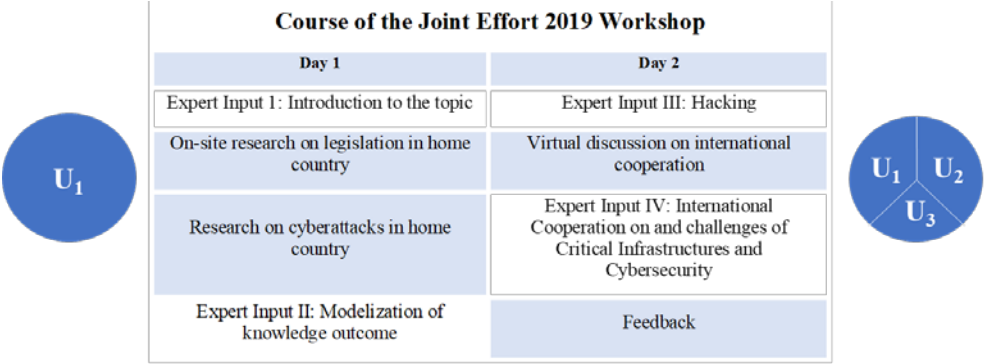 Course of the Joint Effort 2019 Workshop
Day 1
Day 2
Expert Input 1: Introduction to the topic
Expert Input III: Hacking
On-site research on legislation in home
country
Virtual discussion on international
cooperation
Research on cyberattacks in home
country
Expert Input IV: International
Cooperation on and challenges of
Critical Infrastructures and
Cybersecurity
Expert Input II: Modelization of
knowledge outcome
Feedback
U1
U1
U2
U3